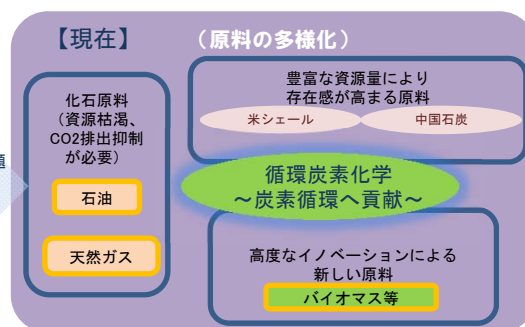 【現在】
（原料の多様化）
化石原料
（資源枯渇、
CO2排出抑制
が必要）
石油
天然ガス
豊富な資源量により
存在感が高まる原料
米シェール
中国石炭
循環炭素化学
～炭素循環へ貢献～
高度なイノベーションによる
新しい原料
バイオマス等